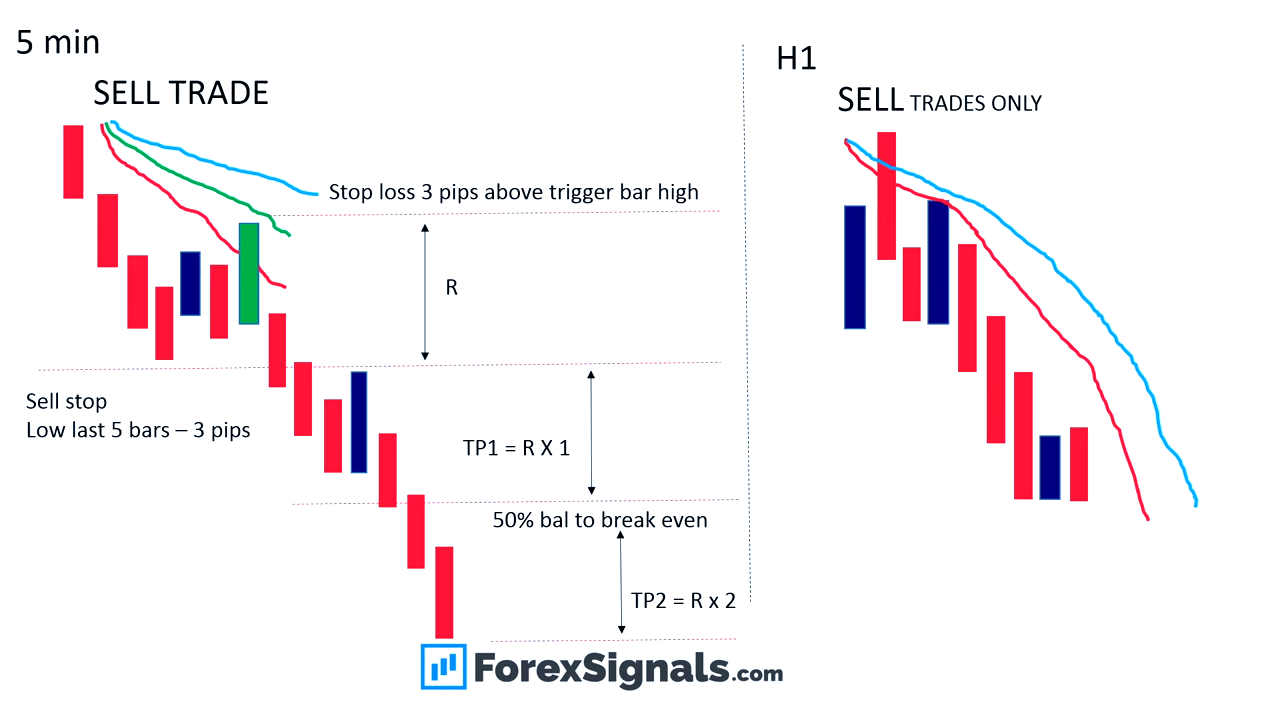 5 min
SELL TRADE
Stop loss 3 pips above trigger bar high
R
Sell stop
Low last 5 bars – 3 pips
TP1 = R X 1
50% bal to break even
TP2 = R x 2
H1
SELL TRADES ONLY
ForexSignals.com